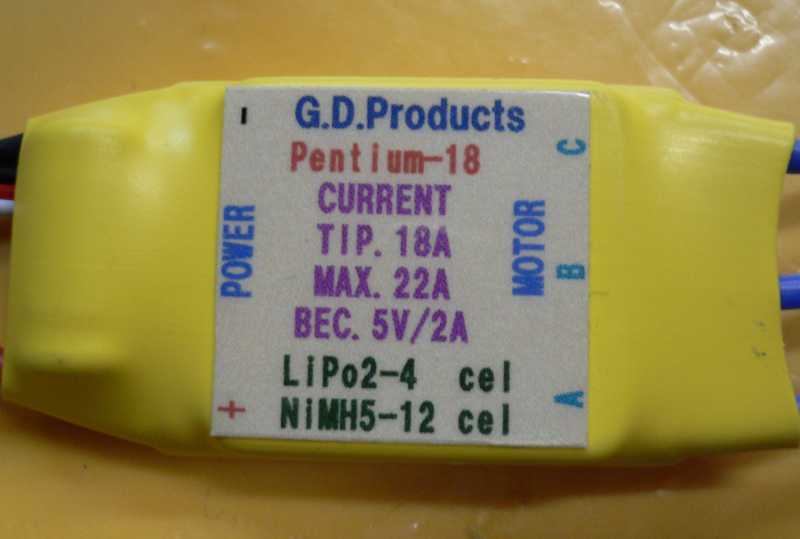 G.D.Products
Pentium-18
CURRENT
TIP. 18A
MAX. 22A
BEC. 5V/2A
LiPo2-4 cel
NiMH5-12 cel
-
POWER
+
MOTOR
C
B
A